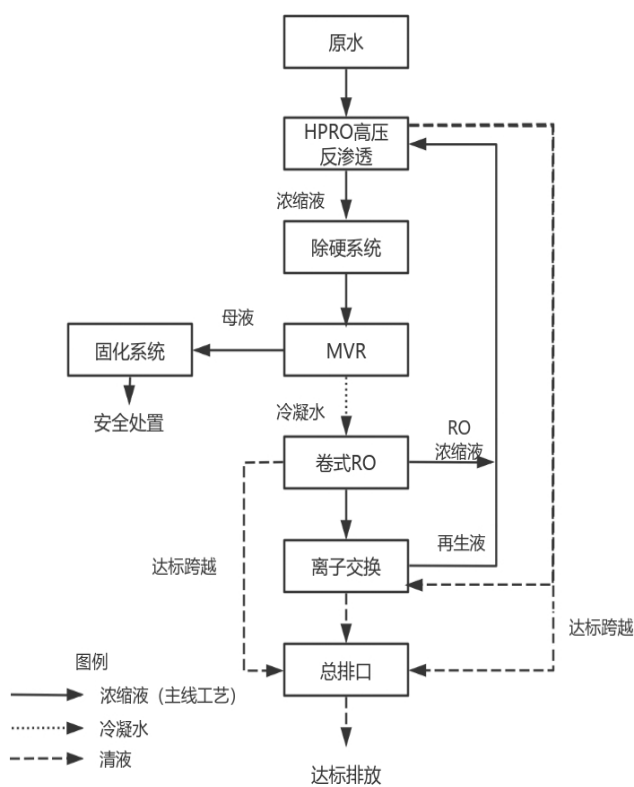 原水
HPRO高压
反渗透
浓缩液
除硬系统
母液
固化系统
MVR
安全处置
冷凝水
RO
浓缩液
卷式RO
再生液
达标跨越
离子交换
达标跨越
总排口
图例
浓缩液（主线工艺）
冷凝水
清液
达标排放